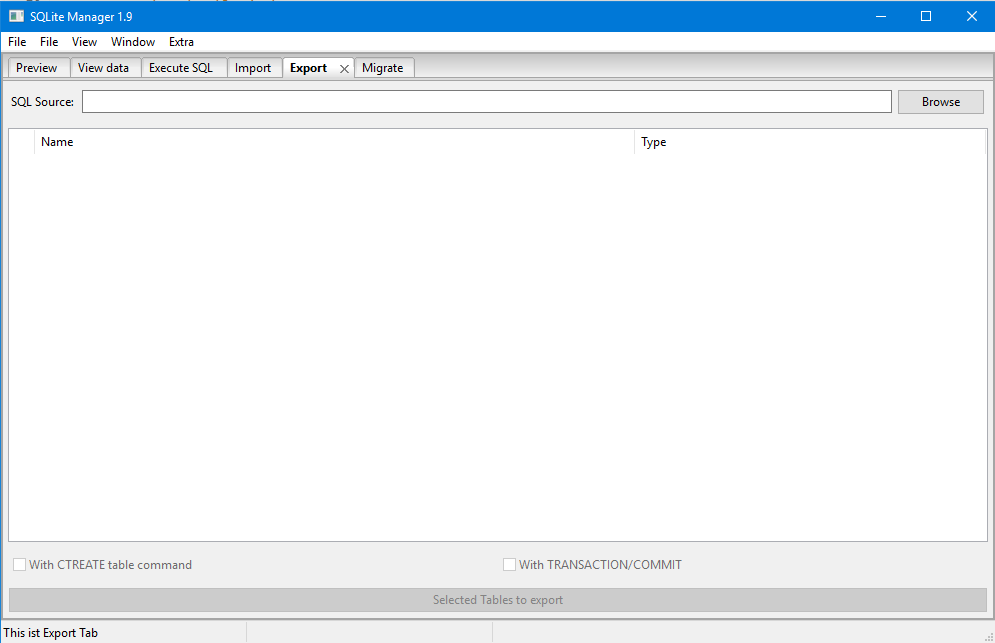 SQLite Manager 1.9
File File View Window Extra
Preview View data Execute SQL Import Export Migrate
SQL Source: Browse
Name Type
With CTREATE table command With TRANSACTION/COMMIT
Selected Tables to export
This ist Export Tab